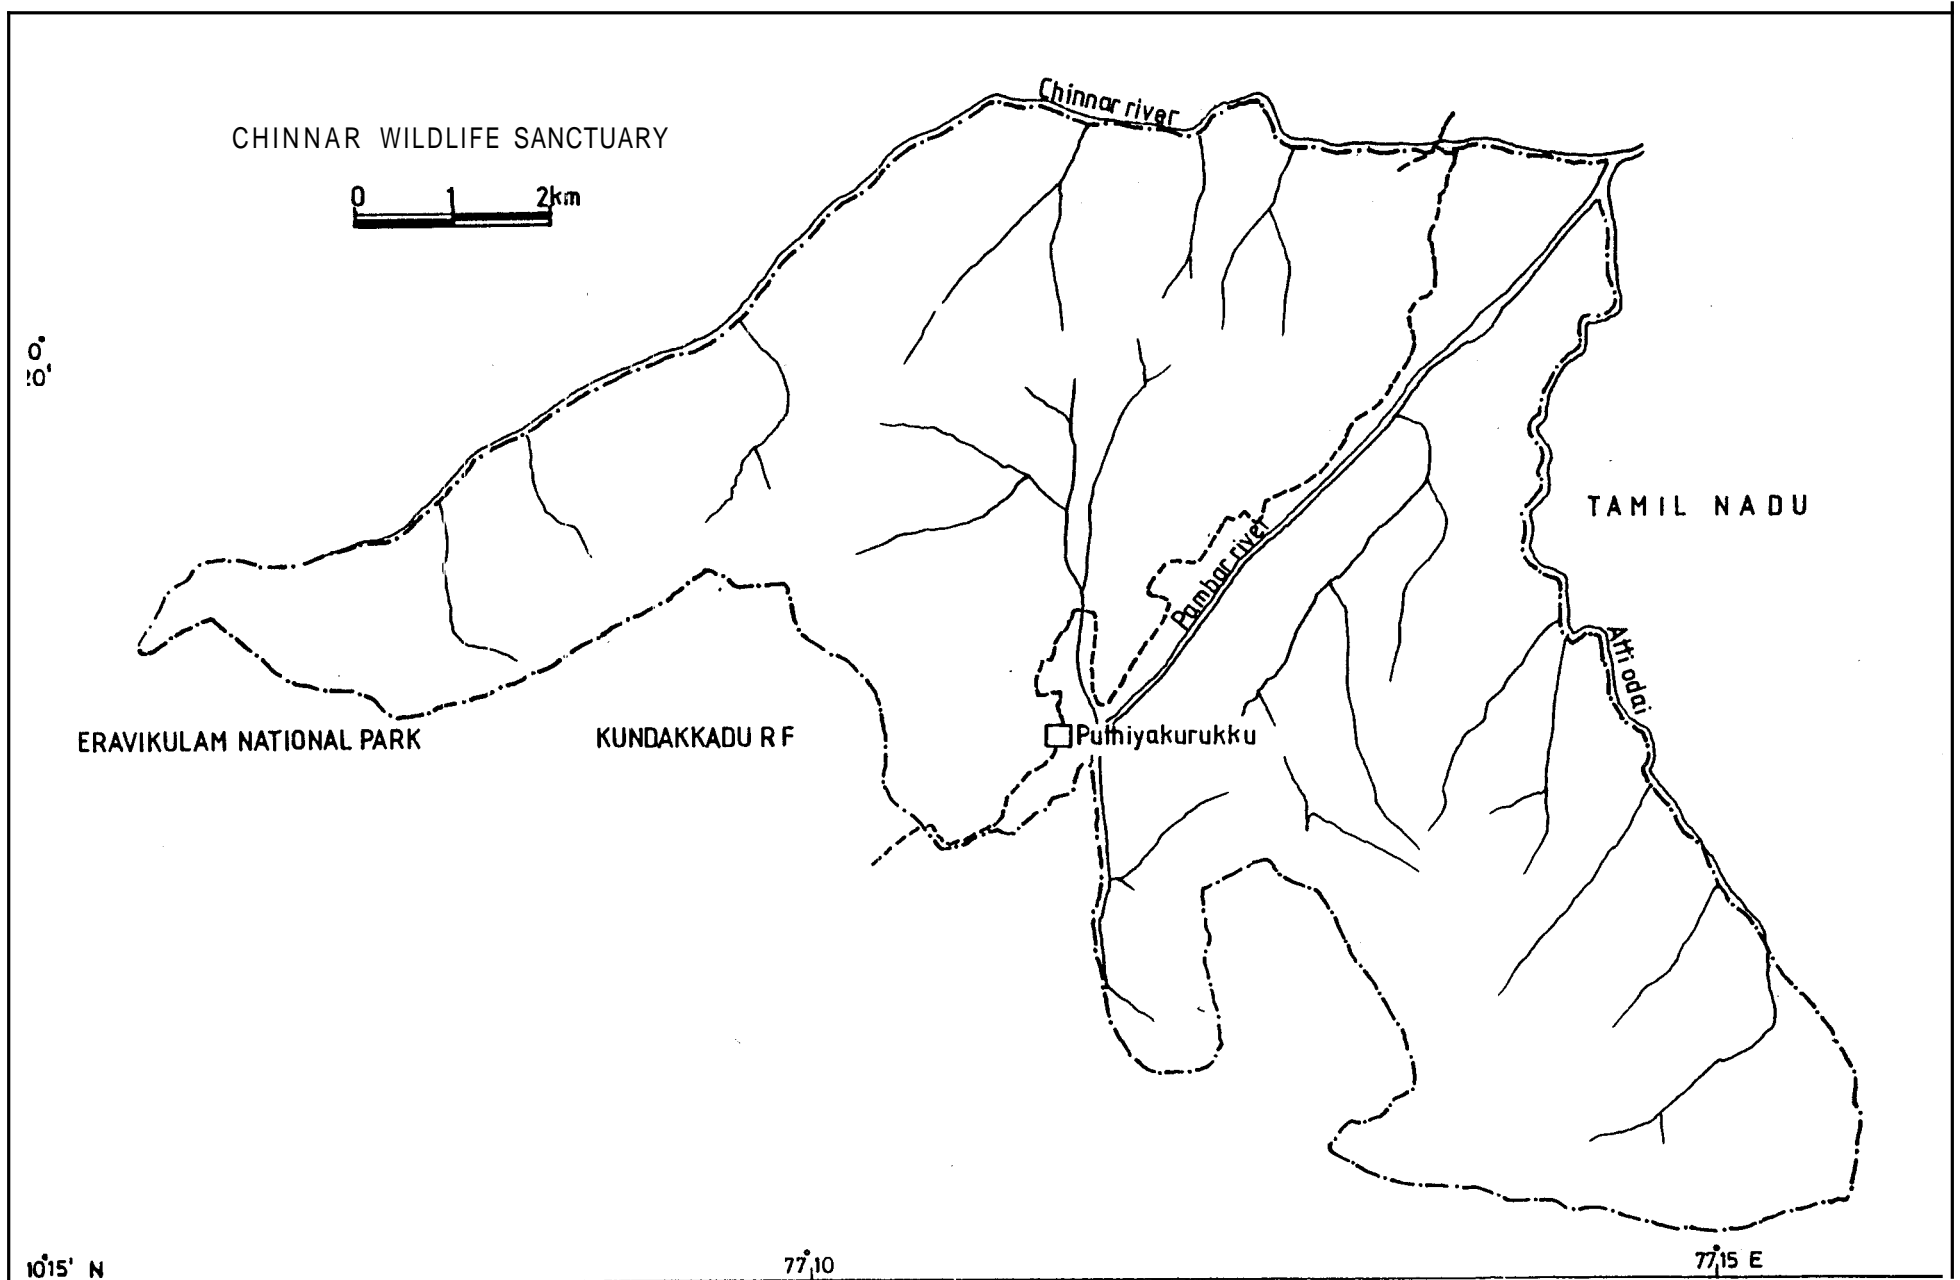 Chinnar river
CHINNAR WILDLIFE SANCTUARY
0 1 2km
0°
20'
TAMIL NADU
Pambar river
Atti odai
ERAVIKULAM NATIONAL PARK
KUNDAKKADU R F
Puthiyakurukku
10°15' N
77°10
77°15 E